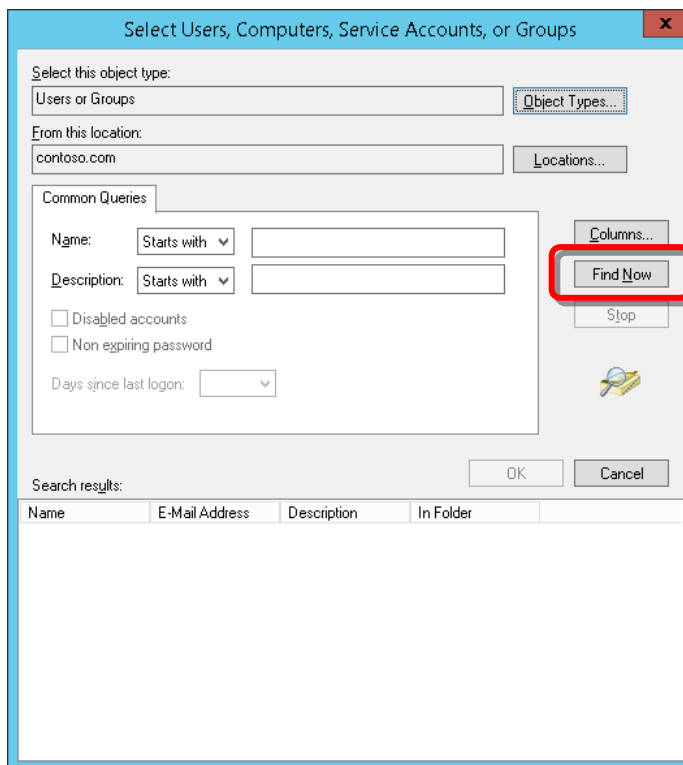 Select Users, Computers, Service Accounts, or Groups
x
Select this object type:
Users or Groups
Object Types...
From this location:
contoso.com
Locations...
Common Queries
Name:
Starts with
Columns...
Find Now
Description:
Starts with
Stop
Disabled accounts
Non expiring password
Days since last logon:
OK
Cancel
Search results:
Name E-Mail Address Description In Folder